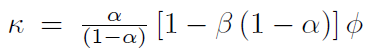 κ = α/(1−α) [1 − β (1 − α)] φ